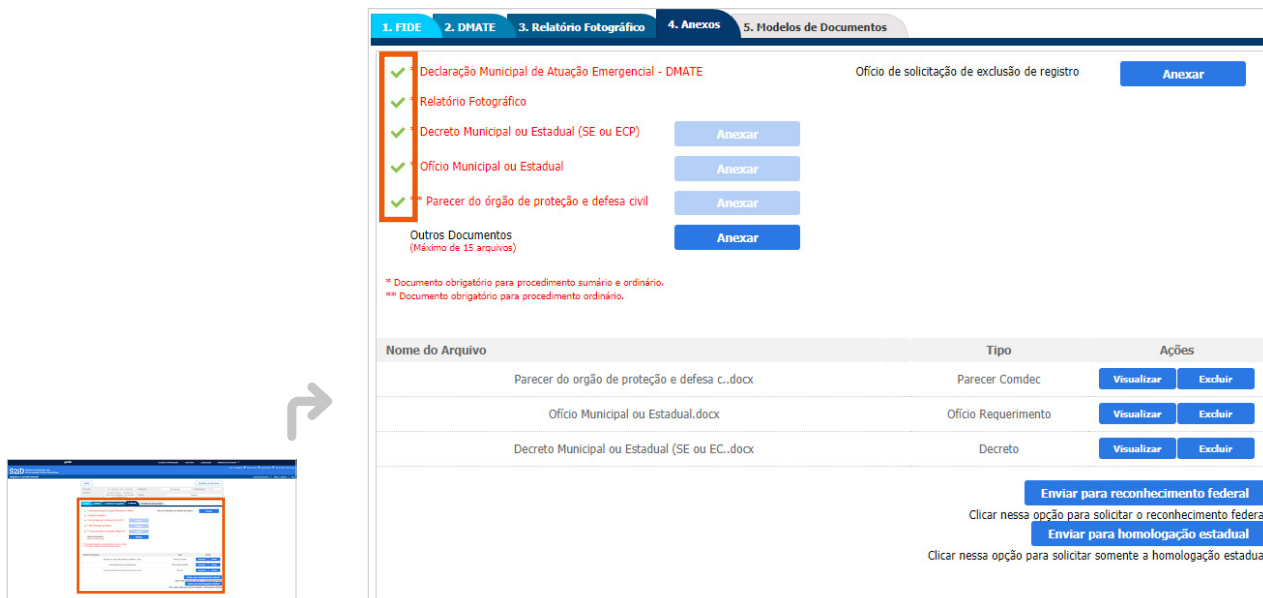 1. FIDE 2. DMATE 3. Relatório Fotográfico 4. Anexos 5. Modelos de Documentos
* Declaração Municipal de Atuação Emergencial - DMATE Ofício de solicitação de exclusão de registro Anexar
* Relatório Fotográfico
* Decreto Municipal ou Estadual (SE ou ECP) Anexar
* Ofício Municipal ou Estadual Anexar
** Parecer do órgão de proteção e defesa civil Anexar
Outros Documentos Anexar
(Máximo de 15 arquivos)
* Documento obrigatório para procedimento sumário e ordinário.
** Documento obrigatório para procedimento ordinário.
Nome do Arquivo Tipo Ações
Parecer do orgão de proteção e defesa c..docx Parecer Comdec Visualizar Excluir
Ofício Municipal ou Estadual.docx Ofício Requerimento Visualizar Excluir
Decreto Municipal ou Estadual (SE ou EC..docx Decreto Visualizar Excluir
Enviar para reconhecimento federal
Clicar nessa opção para solicitar o reconhecimento federa
Enviar para homologação estadual
Clicar nessa opção para solicitar somente a homologação estadua
S2iD